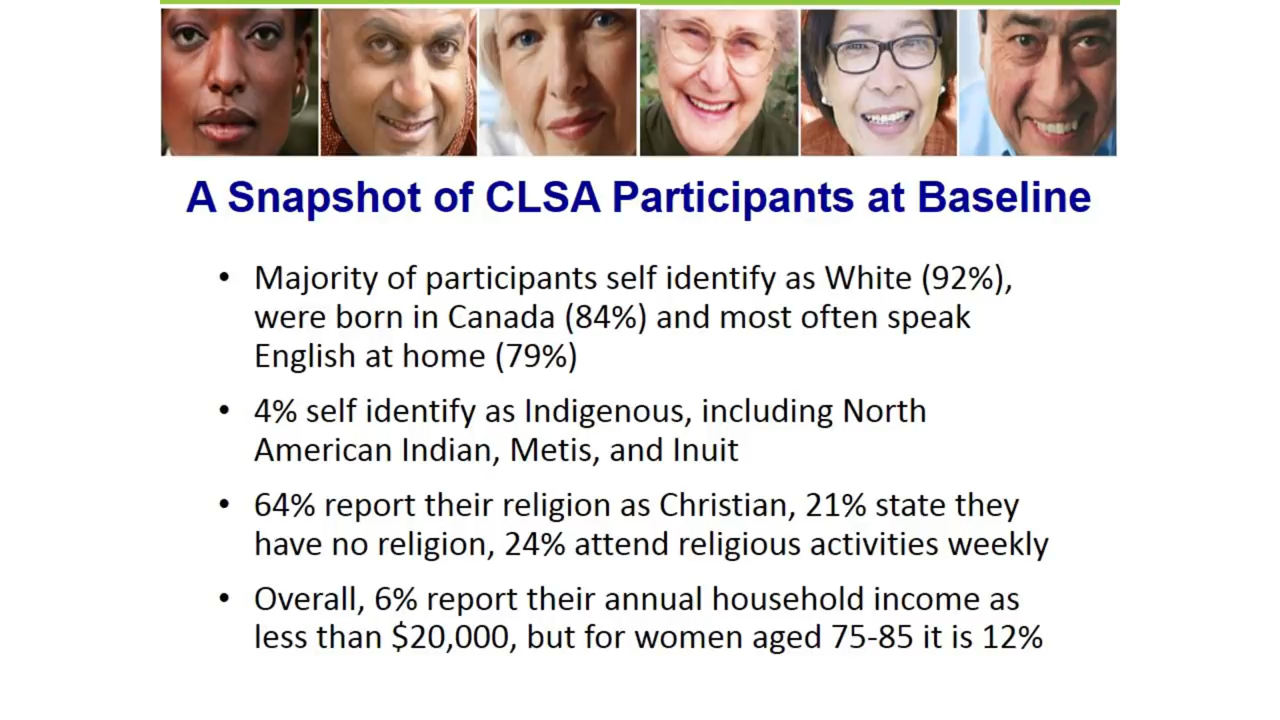 A Snapshot of CLSA Participants at Baseline
• Majority of participants self identify as White (92%),
were born in Canada (84%) and most often speak
English at home (79%)
• 4% self identify as Indigenous, including North
American Indian, Metis, and Inuit
• 64% report their religion as Christian, 21% state they
have no religion, 24% attend religious activities weekly
• Overall, 6% report their annual household income as
less than $20,000, but for women aged 75-85 it is 12%